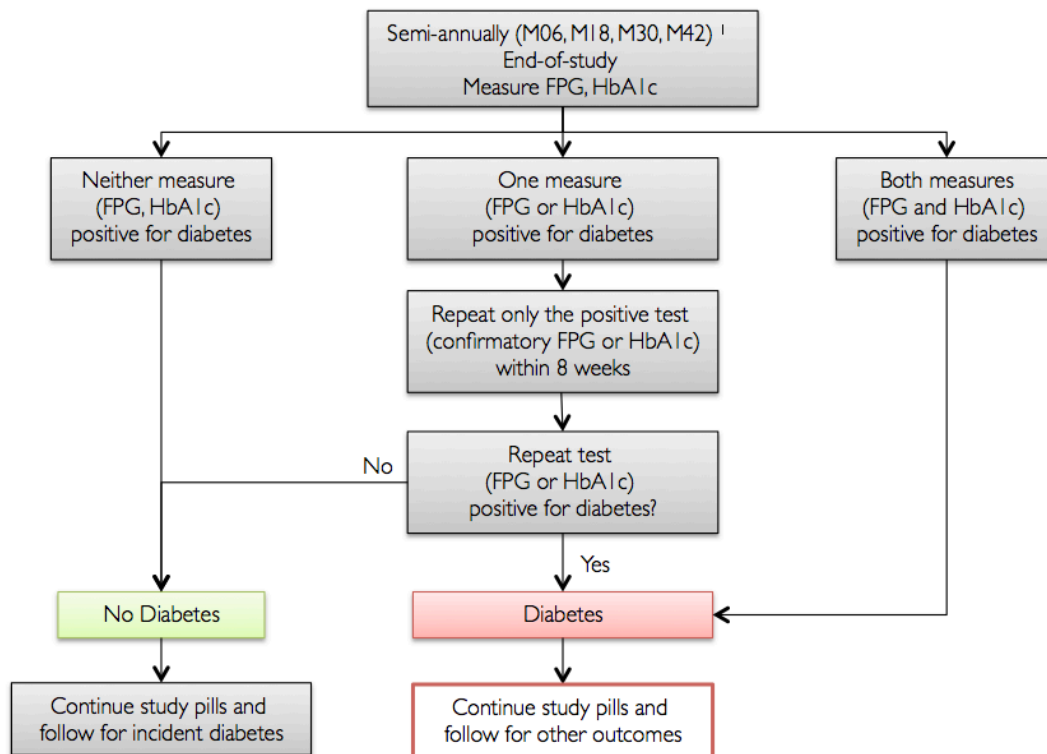 Semi-annually (M06, M18, M30, M42) ¹
End-of-study
Measure FPG, HbA1c
Neither measure
(FPG, HbA1c)
positive for diabetes
One measure
(FPG or HbA1c)
positive for diabetes
Both measures
(FPG and HbA1c)
positive for diabetes
Repeat only the positive test
(confirmatory FPG or HbA1c)
within 8 weeks
Repeat test
(FPG or HbA1c)
positive for diabetes?
No
Yes
No Diabetes
Diabetes
Continue study pills and
follow for incident diabetes
Continue study pills and
follow for other outcomes